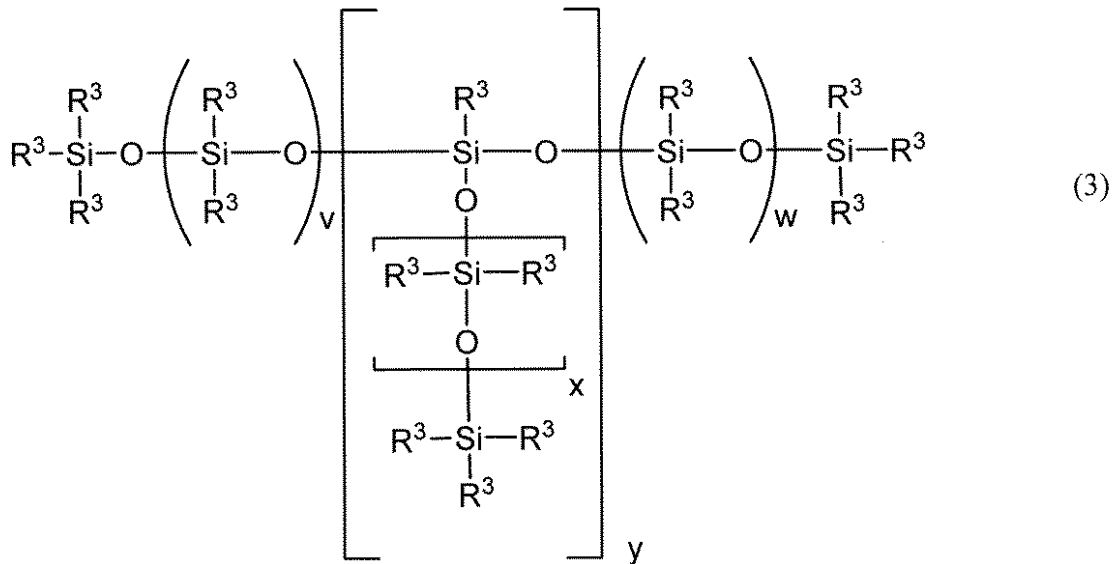 R³ R³ R³ R³ R³
R³-Si-O Si-O Si-O Si-O Si-R³ (3)
R³ R³ v O R³ w R³
R³-Si-R³
O
x
R³-Si-R³
R³
y